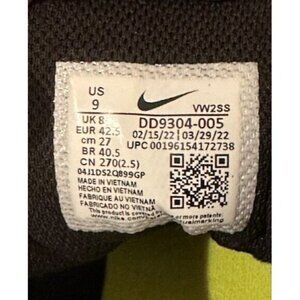 US
9
UK 8
EUR 42.5
cm 27
BR 40.5
CN 270(2.5)
VW2SS
DD9304-005
02/15/22 03/29/22
UPC 00196154172738
04J1DS2Q899GP
MADE IN VIETNAM
HECHO EN VIETNAM
FABRIQUÉ AU VIETNAM
FABRICADO NO VIETNÃ